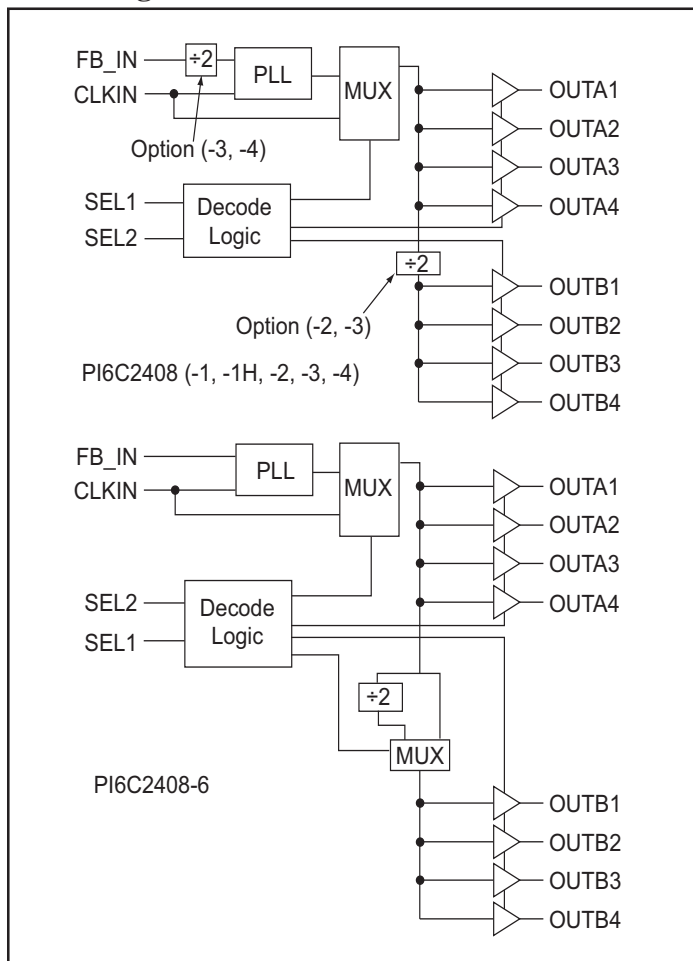 FB_IN
÷2
PLL
MUX
OUTA1
CLKIN
OUTA2
Option (-3, -4)
OUTA3
SEL1
Decode
Logic
OUTA4
SEL2
÷2
OUTB1
Option (-2, -3)
OUTB2
PI6C2408 (-1, -1H, -2, -3, -4)
OUTB3
OUTB4
FB_IN
PLL
MUX
CLKIN
OUTA1
OUTA2
OUTA3
SEL2
Decode
Logic
OUTA4
SEL1
÷2
MUX
PI6C2408-6
OUTB1
OUTB2
OUTB3
OUTB4